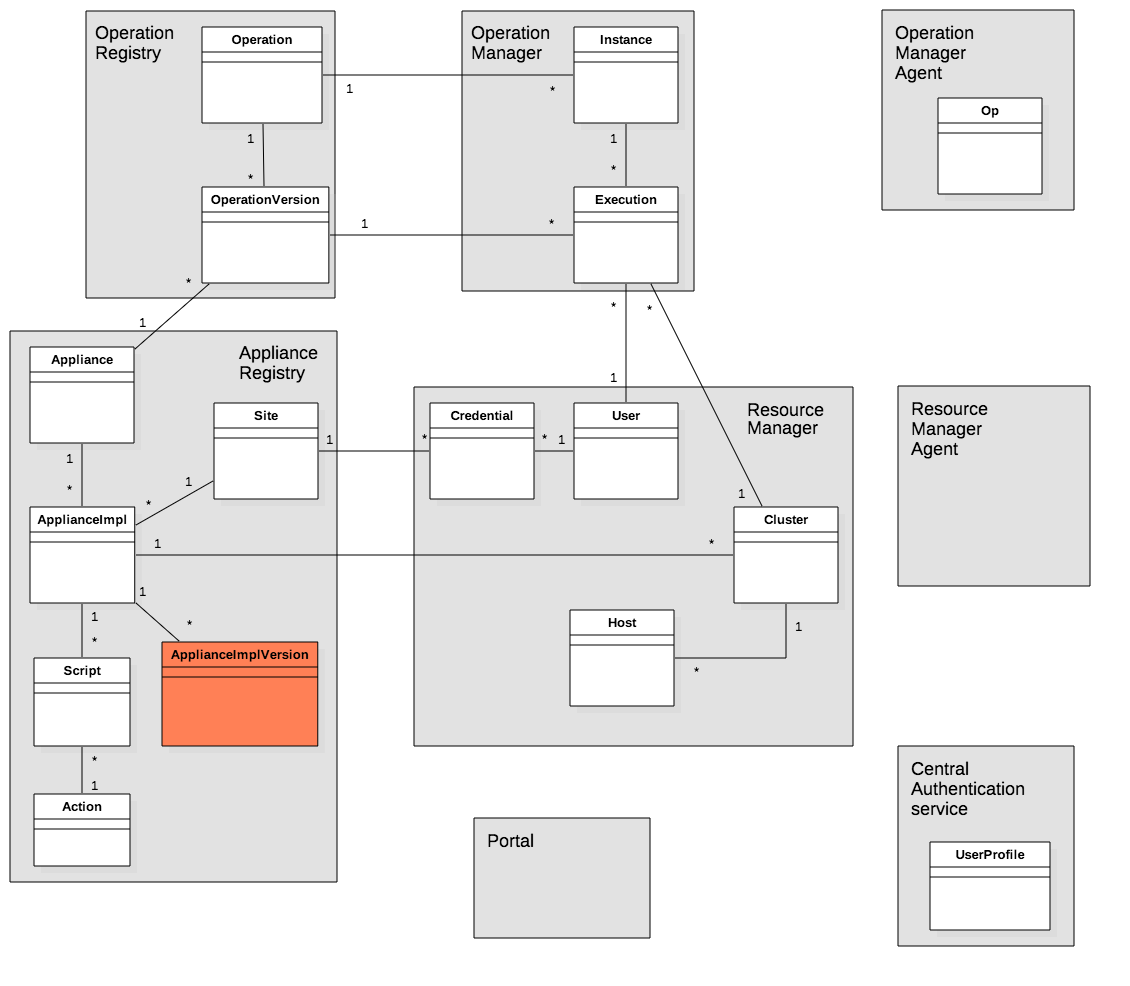 Operation
Registry
Operation
1
*
OperationVersion
Operation
Manager
Instance
1
*
1
*
Execution
1
*
Operation
Manager
Agent
Op
*
1
*
1
*
1
Appliance
Registry
Appliance
1
*
Site
1
*
1
*
ApplianceImpl
1
*
1
*
1
*
ApplianceImplVersion
Script
*
1
Action
Resource
Manager
Credential
*
1
User
*
1
Cluster
1
*
Host
Resource
Manager
Agent
Portal
Central
Authentication
service
UserProfile